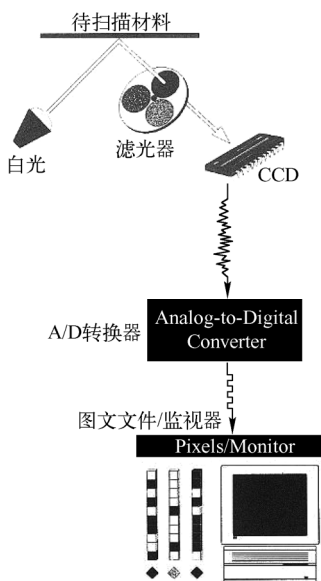 待扫描材料
白光
滤光器
CCD
A/D转换器
Analog-to-Digital
Converter
图文文件/监视器
Pixels/Monitor